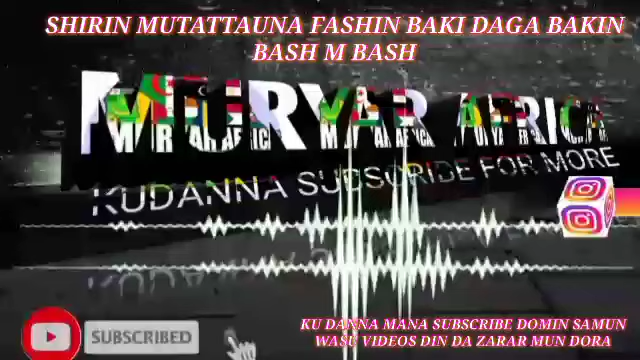 SHIRIN MUTATTAUNA FASHIN BAKI DAGA BAKIN
BASH M BASH
MURYAR AFRICA
KUDANNA SUBSCRIBE FOR MORE
KU DANNA MANA SUBSCRIBE DOMIN SAMUN
WASU VIDEOS DIN DA ZARAR MUN DORA
SUBSCRIBED